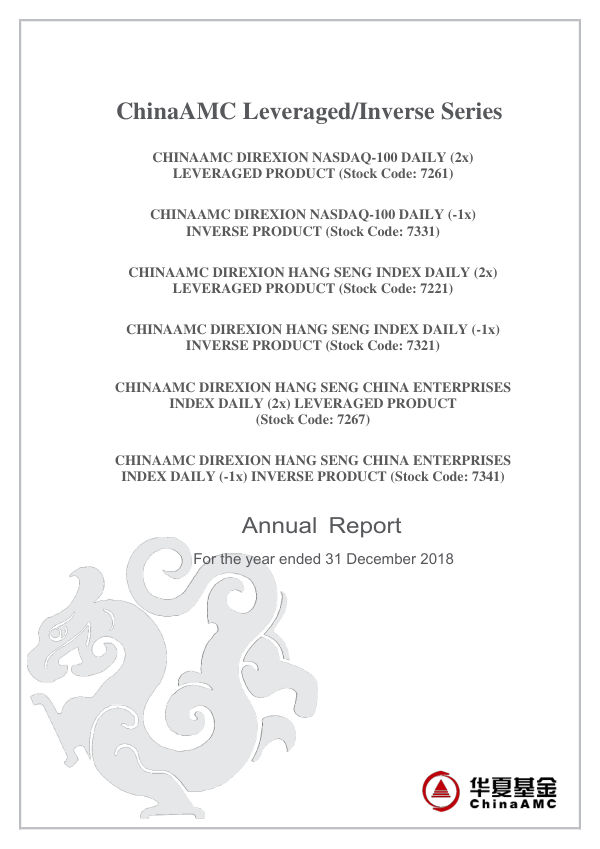 ChinaAMC Leveraged/Inverse Series
CHINAAMC DIREXION NASDAQ-100 DAILY (2x)
LEVERAGED PRODUCT (Stock Code: 7261)
CHINAAMC DIREXION NASDAQ-100 DAILY (-1x)
INVERSE PRODUCT (Stock Code: 7331)
CHINAAMC DIREXION HANG SENG INDEX DAILY (2x)
LEVERAGED PRODUCT (Stock Code: 7221)
CHINAAMC DIREXION HANG SENG INDEX DAILY (-1x)
INVERSE PRODUCT (Stock Code: 7321)
CHINAAMC DIREXION HANG SENG CHINA ENTERPRISES
INDEX DAILY (2x) LEVERAGED PRODUCT
(Stock Code: 7267)
CHINAAMC DIREXION HANG SENG CHINA ENTERPRISES
INDEX DAILY (-1x) INVERSE PRODUCT (Stock Code: 7341)
Annual Report
For the year ended 31 December 2018
华夏基金
ChinaAMC